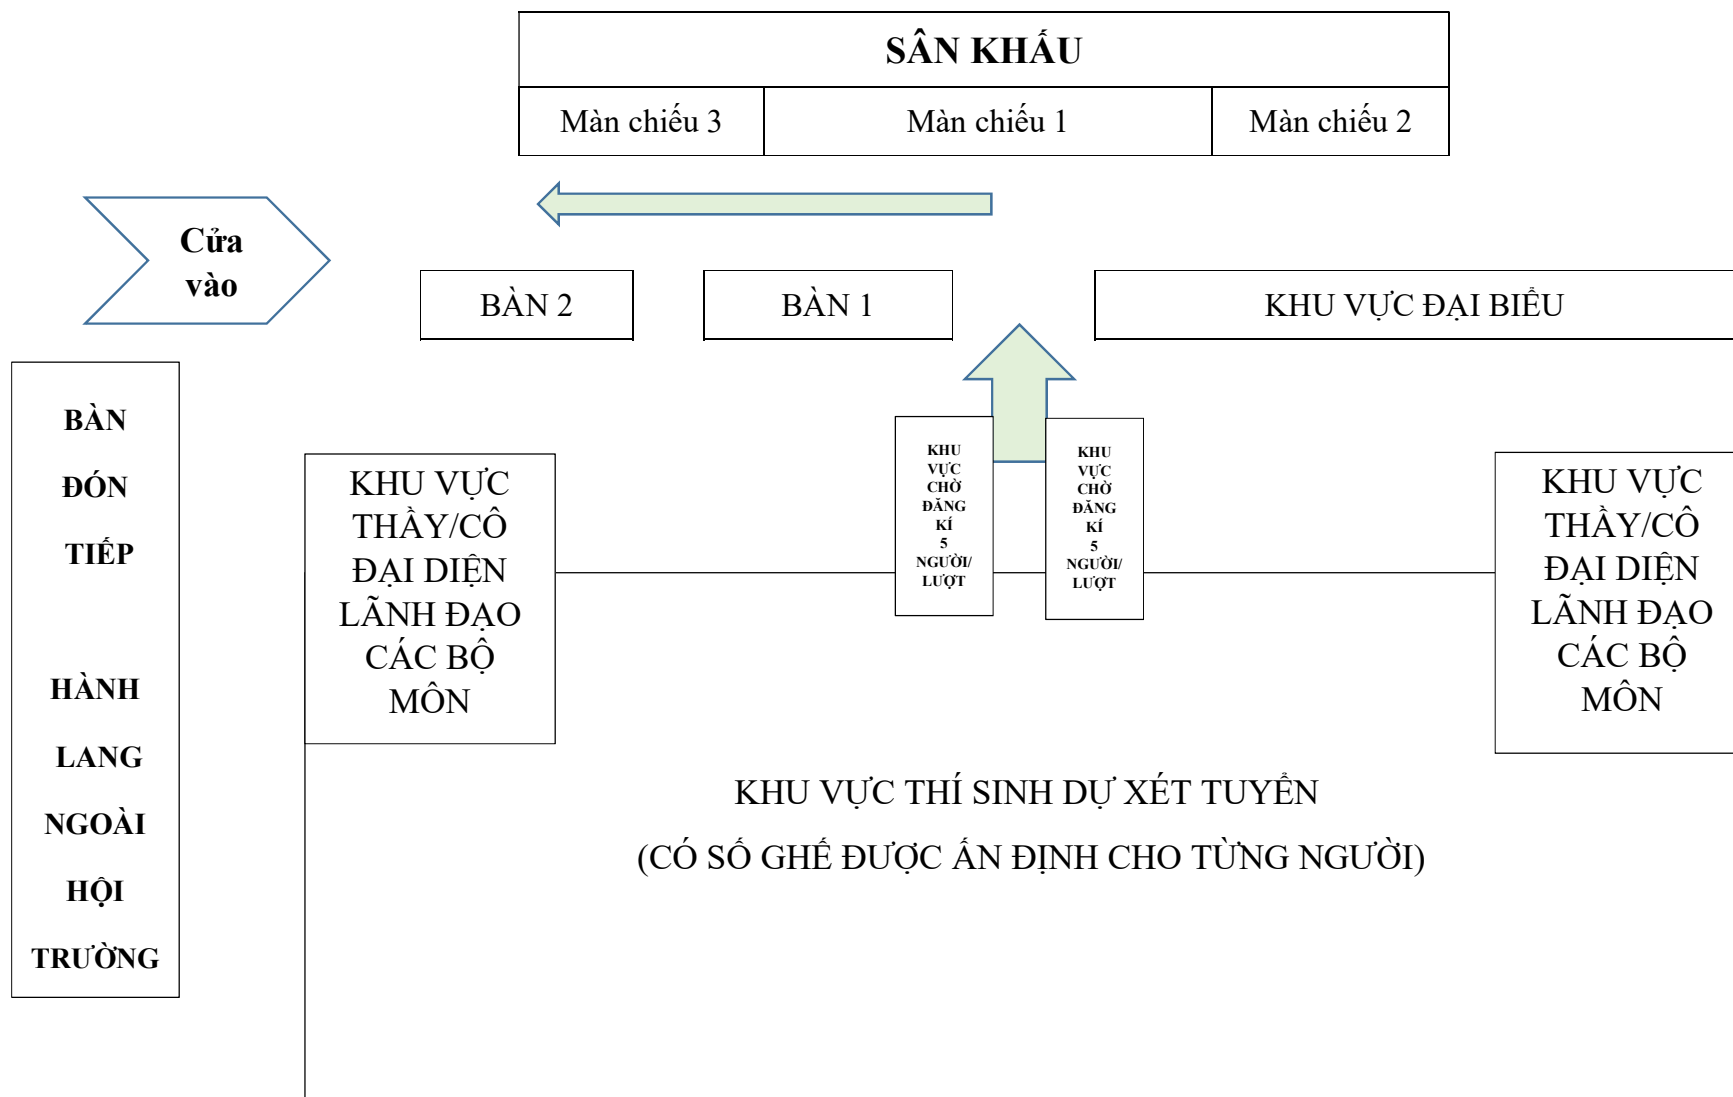 SÂN KHẤU
Màn chiếu 3
Màn chiếu 1
Màn chiếu 2
Cửa
vào
BÀN 2
BÀN 1
KHU VỰC ĐẠI BIỂU
BÀN
ĐÓN
TIẾP
HÀNH
LANG
NGOÀI
HỘI
TRƯỜNG
KHU VỰC
THẦY/CÔ
ĐẠI DIỆN
LÃNH ĐẠO
CÁC BỘ
MÔN
KHU
VỰC
CHỜ
ĐĂNG
KÍ
5
NGƯỜI/
LƯỢT
KHU
VỰC
CHỜ
ĐĂNG
KÍ
5
NGƯỜI/
LƯỢT
KHU VỰC
THẦY/CÔ
ĐẠI DIỆN
LÃNH ĐẠO
CÁC BỘ
MÔN
KHU VỰC THÍ SINH DỰ XÉT TUYỂN
(CÓ SỐ GHẾ ĐƯỢC ẤN ĐỊNH CHO TỪNG NGƯỜI)